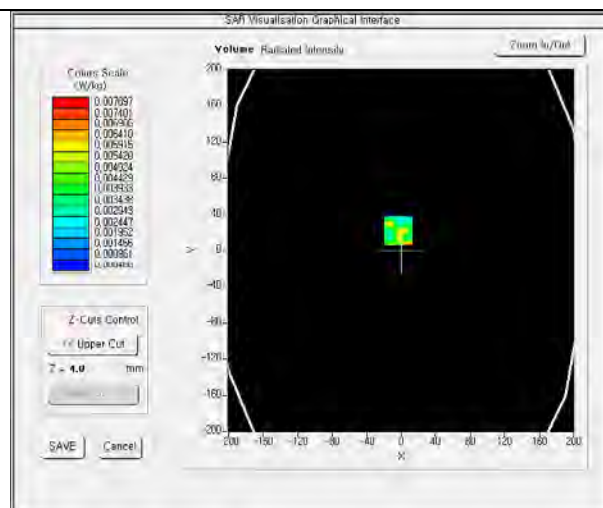 SAR Visualisation Graphical Interface
Volume Radiated Intensity
Zoom In/Out
Colors Scale
(W/kg)
0.007897
0.007401
0.006906
0.006410
0.005915
0.005420
0.004924
0.004429
0.003933
0.003438
0.002943
0.002447
0.001952
0.001456
0.000961
200
160
120
80
40
0
-40
-80
-120
-160
-200
Y
200 -160 -120 -80 -40 0 40 80 120 160 200
X
Z-Cuts Control
Upper Cut
Z = 4.0 mm
SAVE Cancel